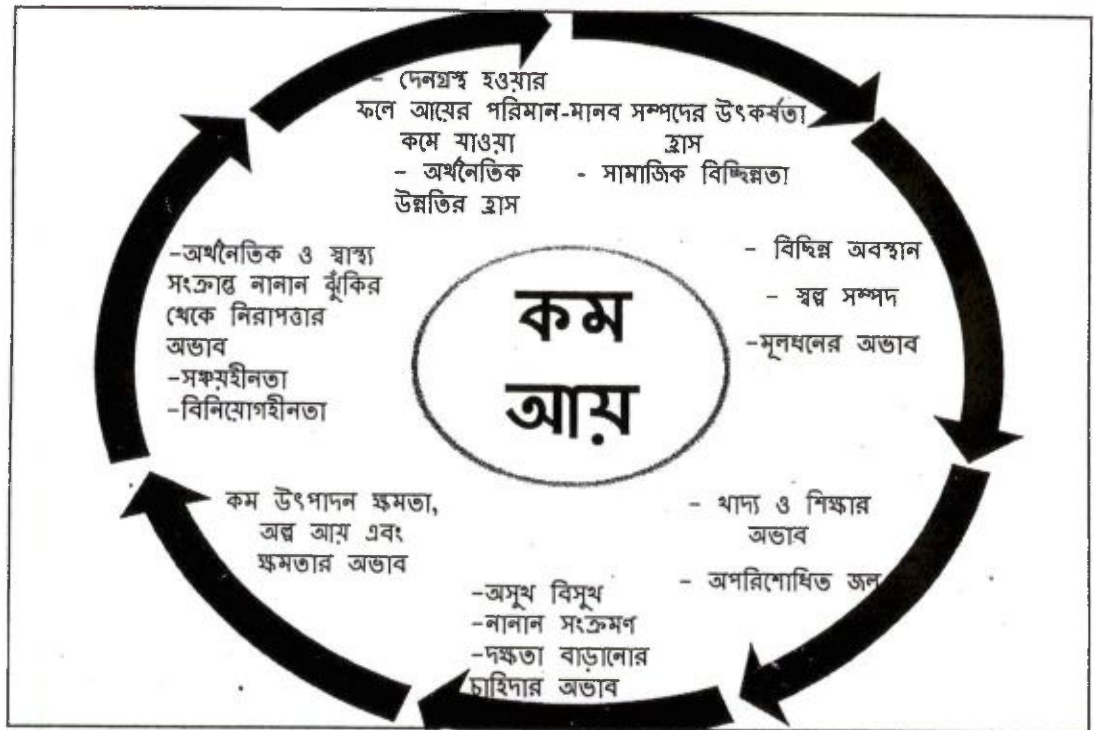 - দেনগ্রস্থ হওয়ার
ফলে আয়ের পরিমান
কমে যাওয়া
- অর্থনৈতিক
উন্নতির হ্রাস
-মানব সম্পদের উৎকর্ষতা
হ্রাস
- সামাজিক বিচ্ছিন্নতা
- বিছিন্ন অবস্থান
- স্বল্প সম্পদ
-মূলধনের অভাব
- খাদ্য ও শিক্ষার
অভাব
- অপরিশোধিত জল
-অসুখ বিসুখ
-নানান সংক্রমণ
-দক্ষতা বাড়ানোর
চাহিদার অভাব
কম উৎপাদন ক্ষমতা,
অল্প আয় এবং
ক্ষমতার অভাব
-অর্থনৈতিক ও স্বাস্থ্য
সংক্রান্ত নানান ঝুঁকির
থেকে নিরাপত্তার
অভাব
-সঞ্চয়হীনতা
-বিনিয়োগহীনতা
কম
আয়